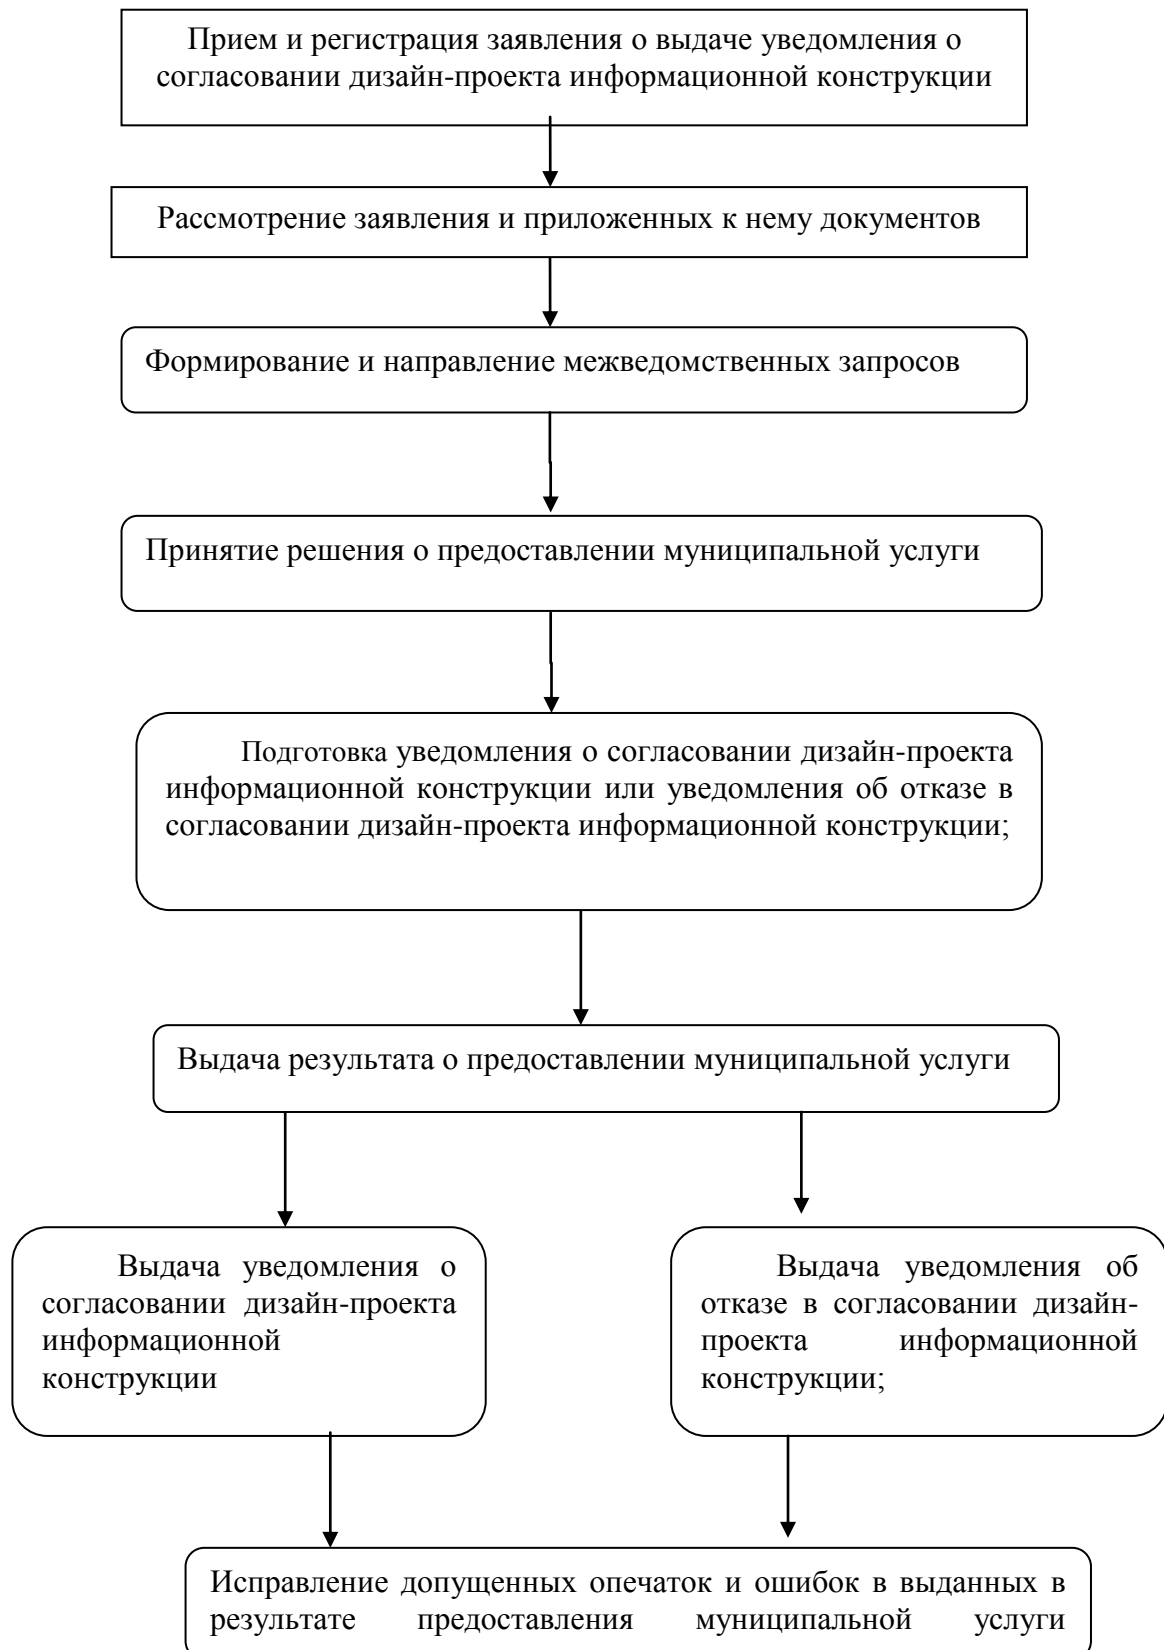 Прием и регистрация заявления о выдаче уведомления о
согласовании дизайн-проекта информационной конструкции
Рассмотрение заявления и приложенных к нему документов
Формирование и направление межведомственных запросов
Принятие решения о предоставлении муниципальной услуги
Подготовка уведомления о согласовании дизайн-проекта
информационной конструкции или уведомления об отказе в
согласовании дизайн-проекта информационной конструкции;
Выдача результата о предоставлении муниципальной услуги
Выдача уведомления о
согласовании дизайн-проекта
информационной
конструкции
Выдача уведомления об
отказе в согласовании дизайн-
проекта информационной
конструкции;
Исправление допущенных опечаток и ошибок в выданных в
результате предоставления муниципальной услуги